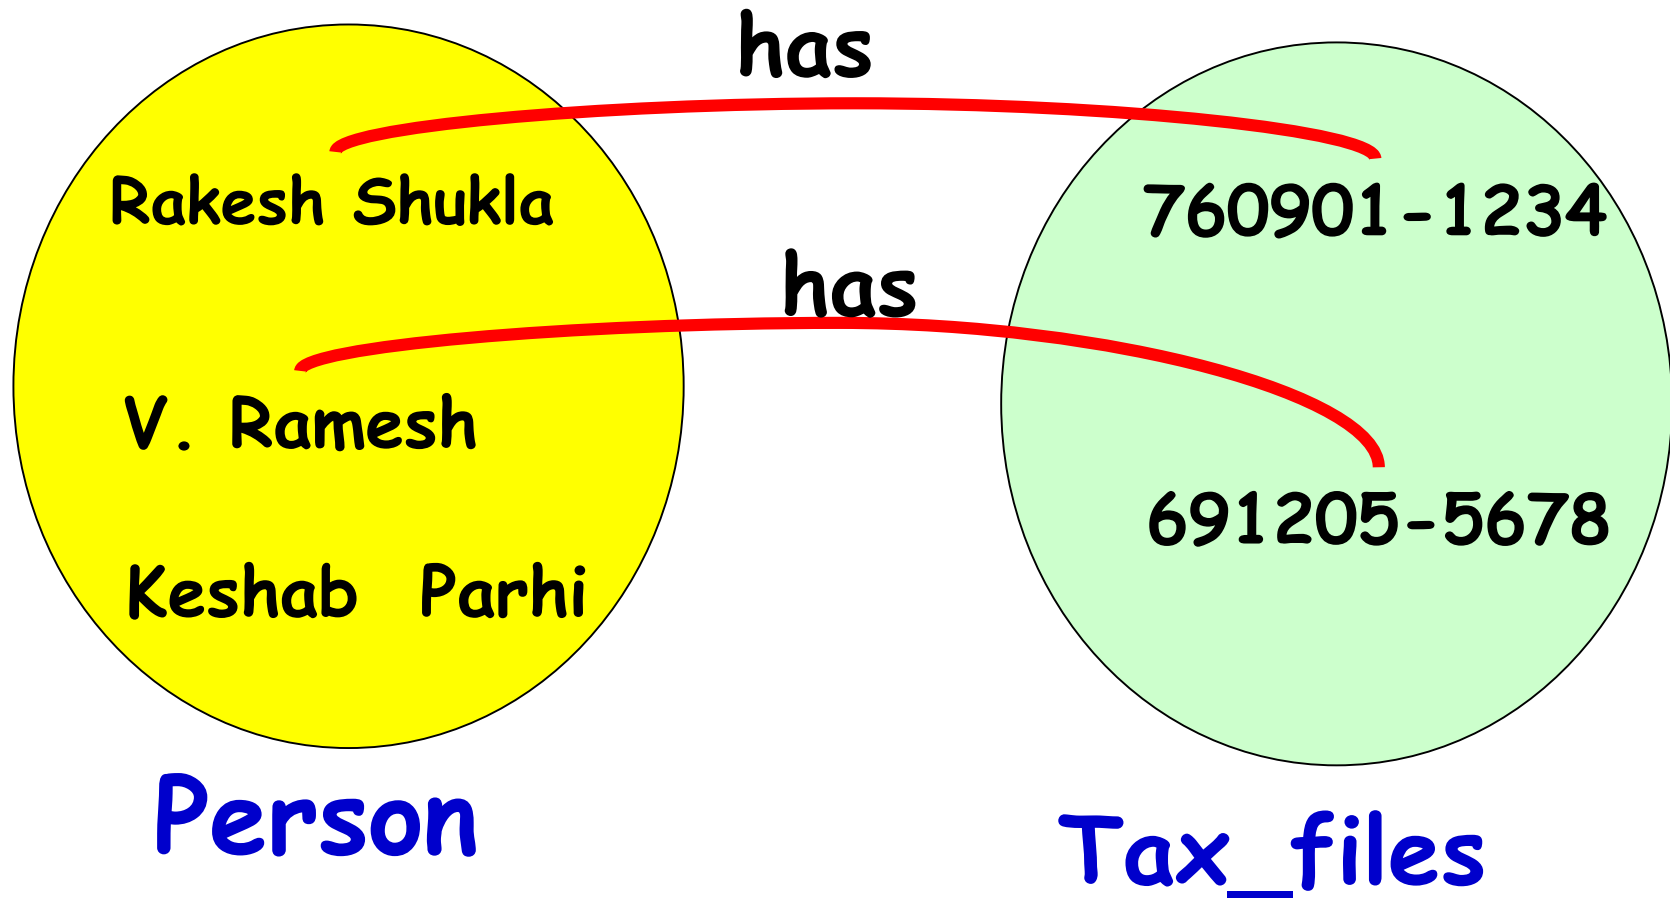 has
Rakesh Shukla
760901-1234
has
V. Ramesh
691205-5678
Keshab Parhi
Person
Tax_files